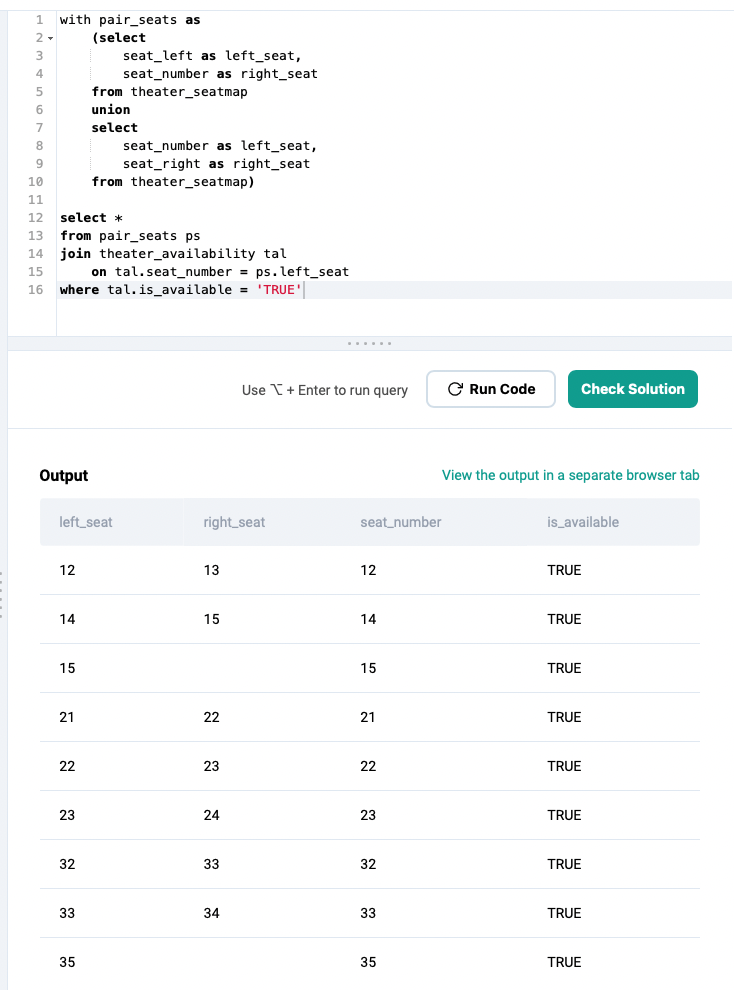 1 with pair_seats as
2 (select
3 seat_left as left_seat,
4 seat_number as right_seat
5 from theater_seatmap
6 union
7 select
8 seat_number as left_seat,
9 seat_right as right_seat
10 from theater_seatmap)
11
12 select *
13 from pair_seats ps
14 join theater_availability tal
15 on tal.seat_number = ps.left_seat
16 where tal.is_available = 'TRUE'
Use ⌥ + Enter to run query Run Code Check Solution
Output View the output in a separate browser tab
left_seat right_seat seat_number is_available
12 13 12 TRUE
14 15 14 TRUE
15 15 TRUE
21 22 21 TRUE
22 23 22 TRUE
23 24 23 TRUE
32 33 32 TRUE
33 34 33 TRUE
35 35 TRUE